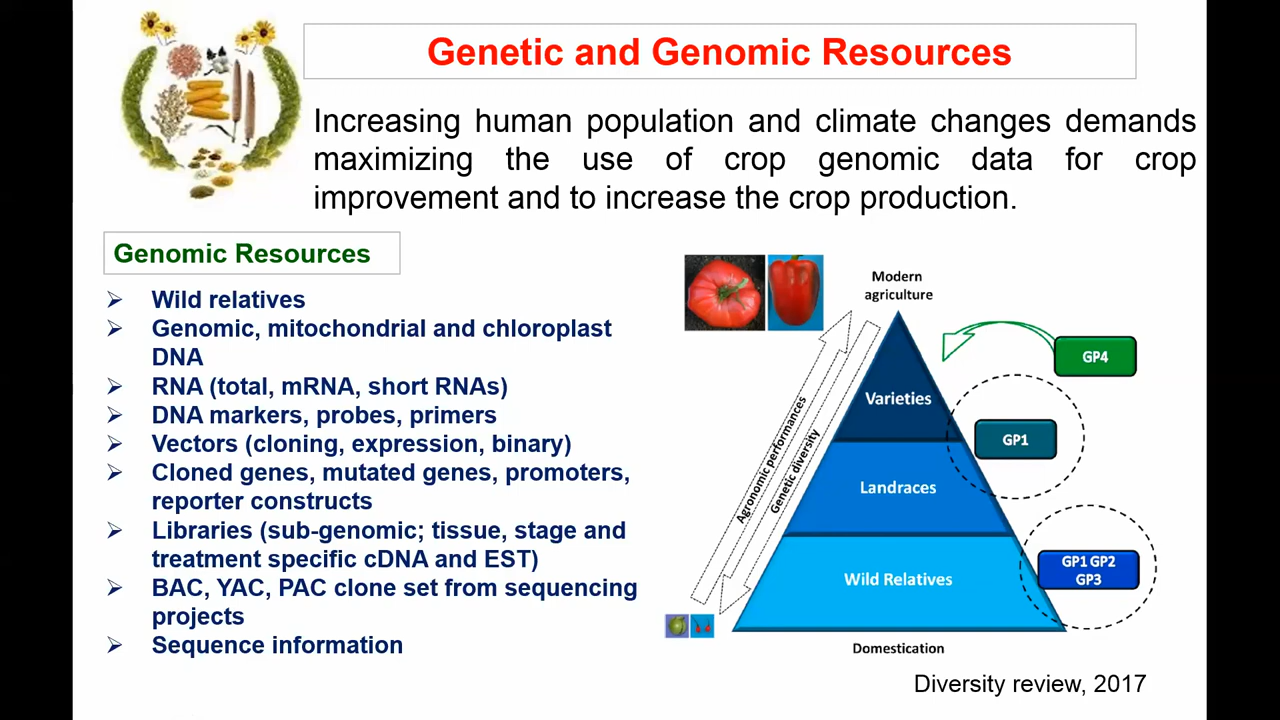 Genetic and Genomic Resources
Increasing human population and climate changes demands
maximizing the use of crop genomic data for crop
improvement and to increase the crop production.
Genomic Resources
➢ Wild relatives
➢ Genomic, mitochondrial and chloroplast
DNA
➢ RNA (total, mRNA, short RNAs)
➢ DNA markers, probes, primers
➢ Vectors (cloning, expression, binary)
➢ Cloned genes, mutated genes, promoters,
reporter constructs
➢ Libraries (sub-genomic; tissue, stage and
treatment specific cDNA and EST)
➢ BAC, YAC, PAC clone set from sequencing
projects
➢ Sequence information
Modern
agriculture
Agronomic performances
Genetic diversity
Varieties
Landraces
Wild Relatives
GP4
GP1
GP1 GP2
GP3
Domestication
Diversity review, 2017